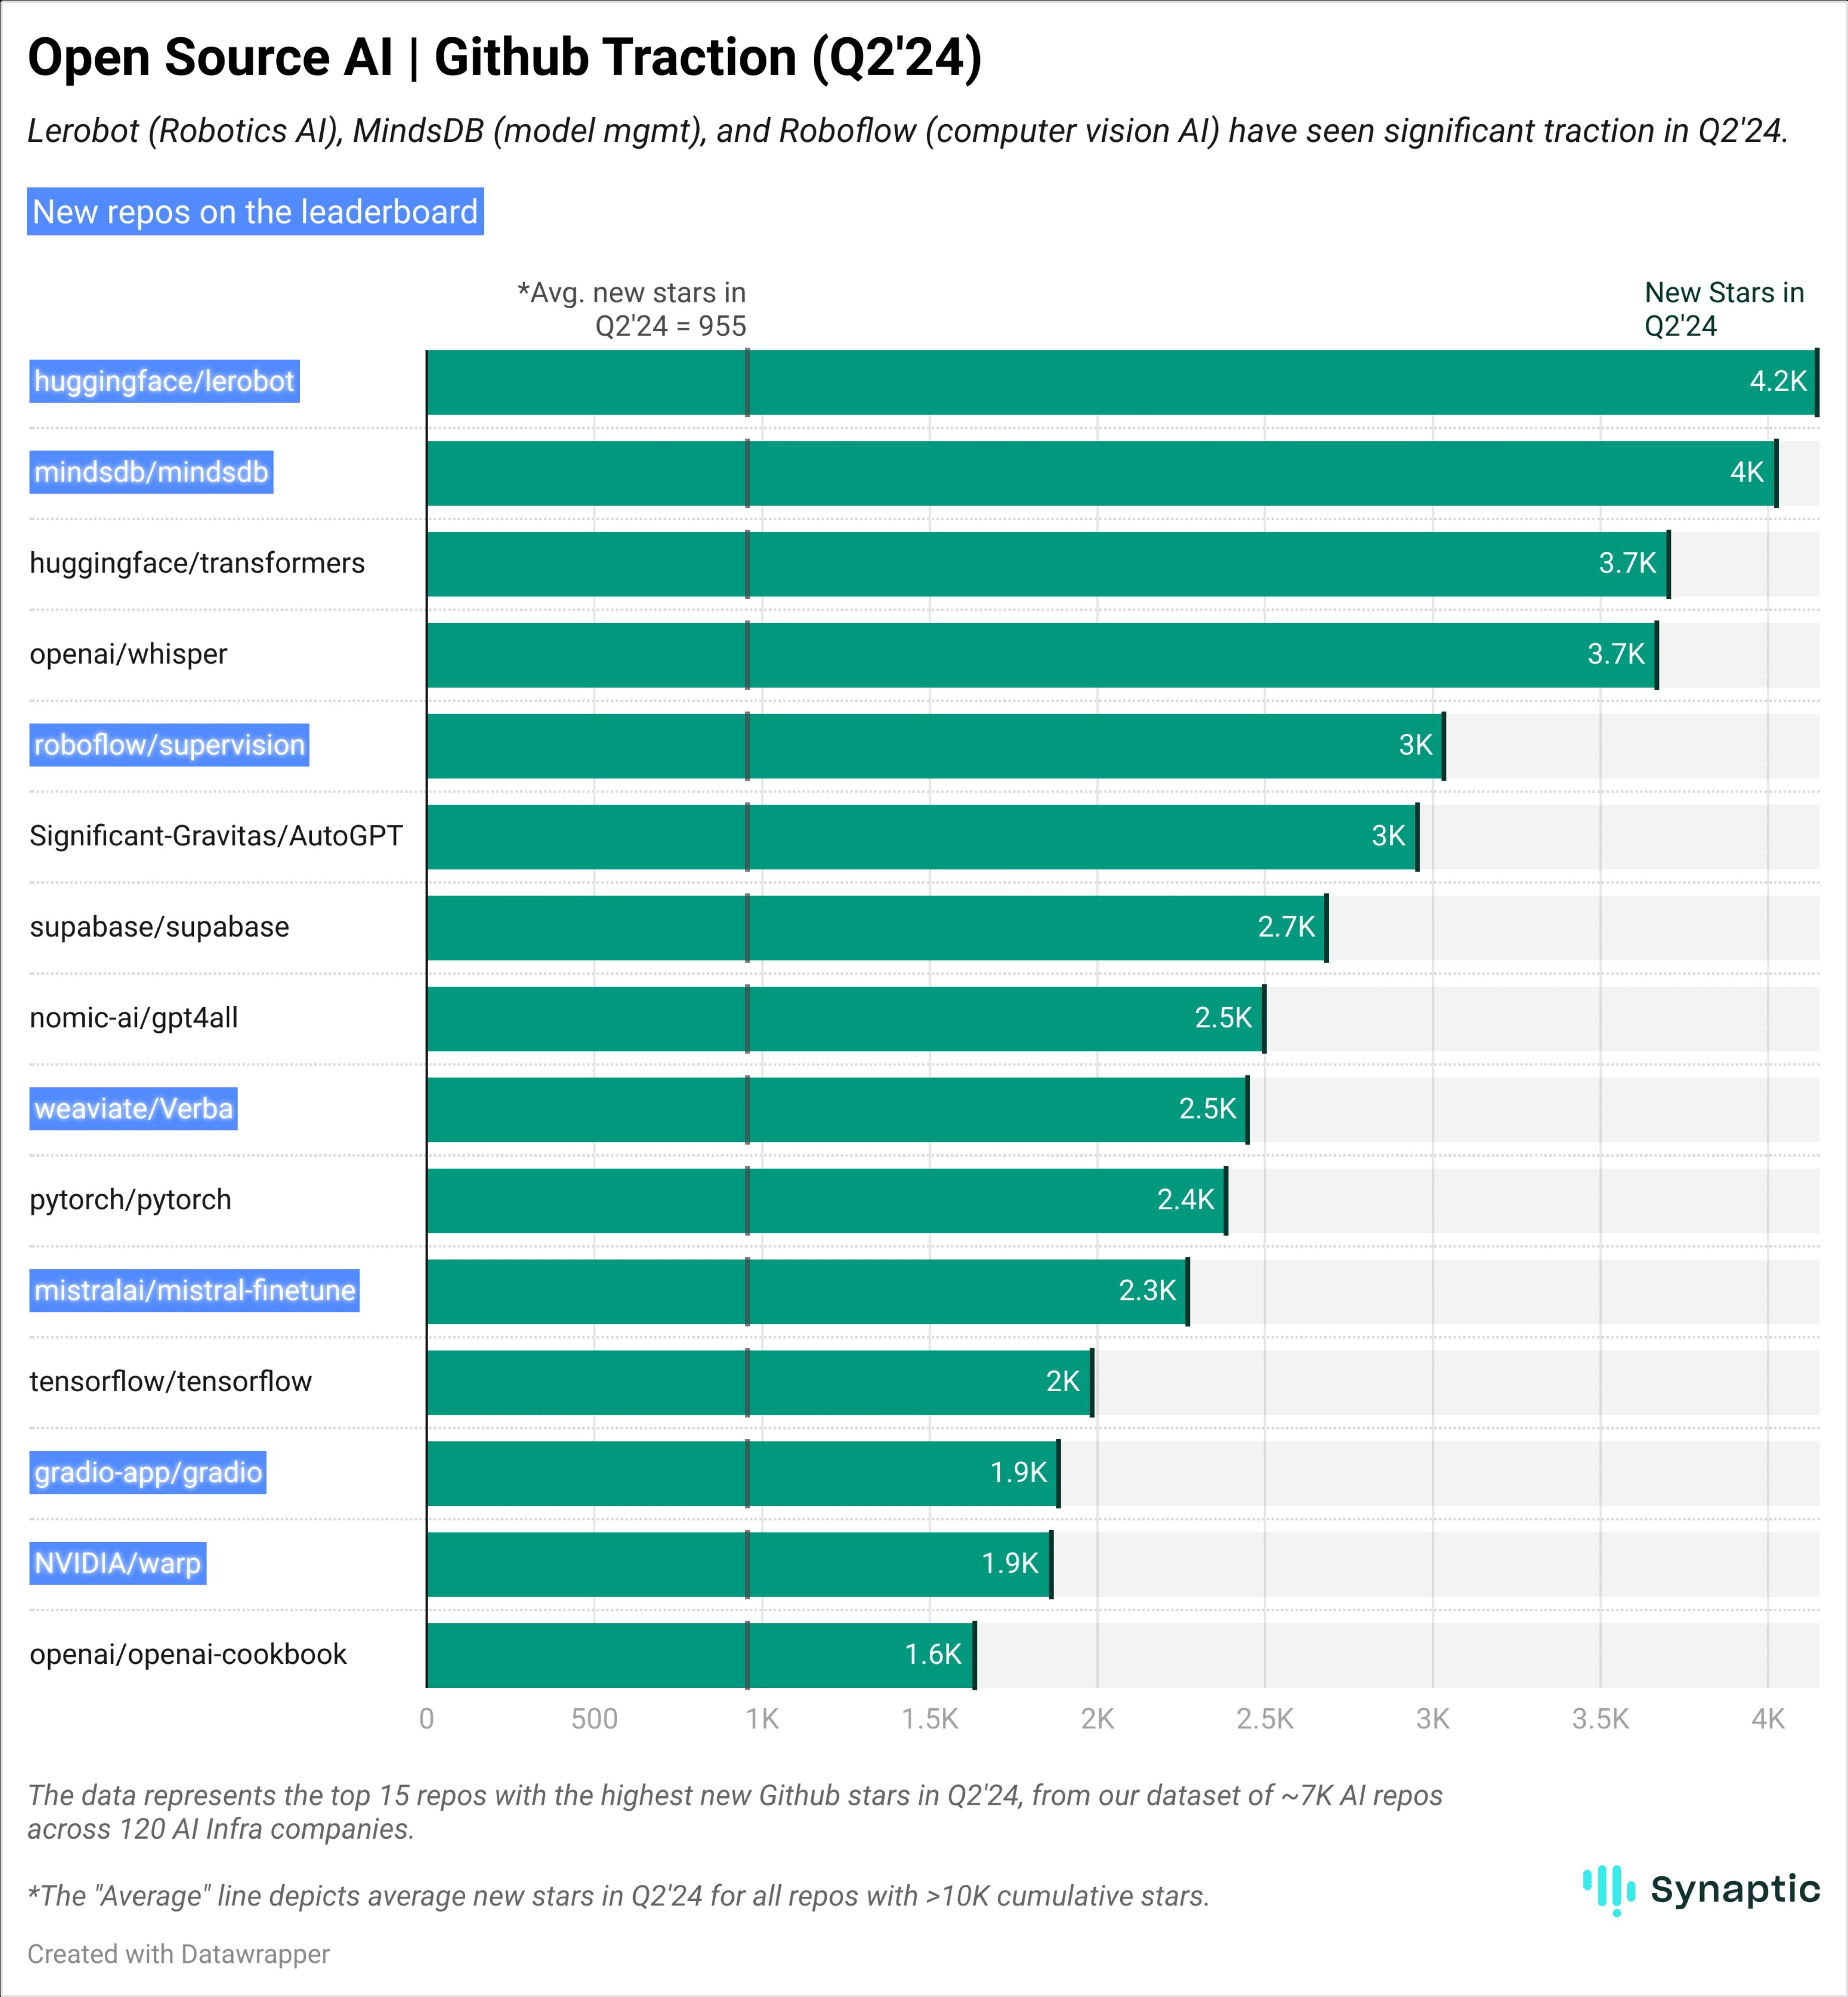 Open Source AI | Github Traction (Q2'24)
Lerobot (Robotics AI), MindsDB (model mgmt), and Roboflow (computer vision AI) have seen significant traction in Q2'24.
New repos on the leaderboard
*Avg. new stars in
Q2'24 = 955
New Stars in
Q2'24
huggingface/lerobot 4.2K
mindsdb/mindsdb 4K
huggingface/transformers 3.7K
openai/whisper 3.7K
roboflow/supervision 3K
Significant-Gravitas/AutoGPT 3K
supabase/supabase 2.7K
nomic-ai/gpt4all 2.5K
weaviate/Verba 2.5K
pytorch/pytorch 2.4K
mistralai/mistral-finetune 2.3K
tensorflow/tensorflow 2K
gradio-app/gradio 1.9K
NVIDIA/warp 1.9K
openai/openai-cookbook 1.6K
0 500 1K 1.5K 2K 2.5K 3K 3.5K 4K
The data represents the top 15 repos with the highest new Github stars in Q2'24, from our dataset of ~7K AI repos
across 120 AI Infra companies.
*The "Average" line depicts average new stars in Q2'24 for all repos with >10K cumulative stars.
Synaptic
Created with Datawrapper